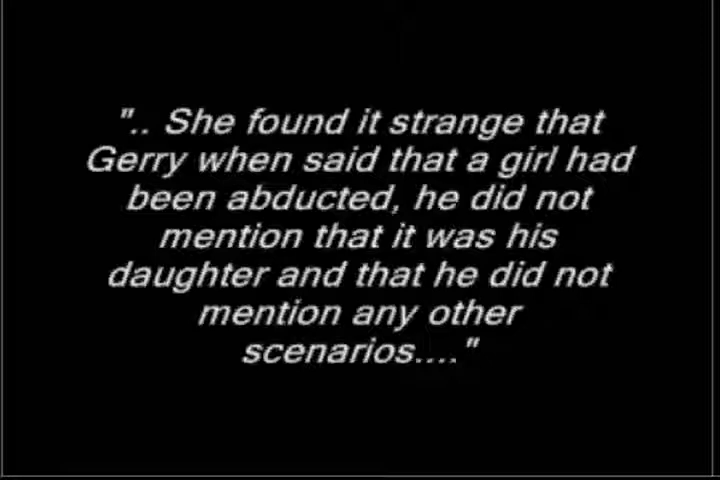 ".. She found it strange that
Gerry when said that a girl had
been abducted, he did not
mention that it was his
daughter and that he did not
mention any other
scenarios...."